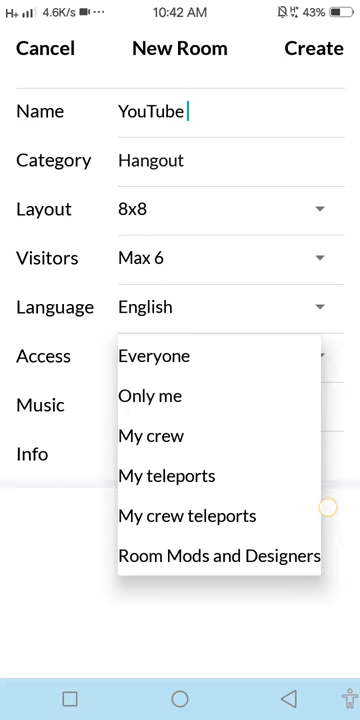 H+ 4.6K/s ... 10:42 AM 43%
Cancel New Room Create
Name YouTube
Category Hangout
Layout 8x8
Visitors Max 6
Language English
Access Everyone
Only me
Music
My crew
Info
My teleports
My crew teleports
Room Mods and Designers